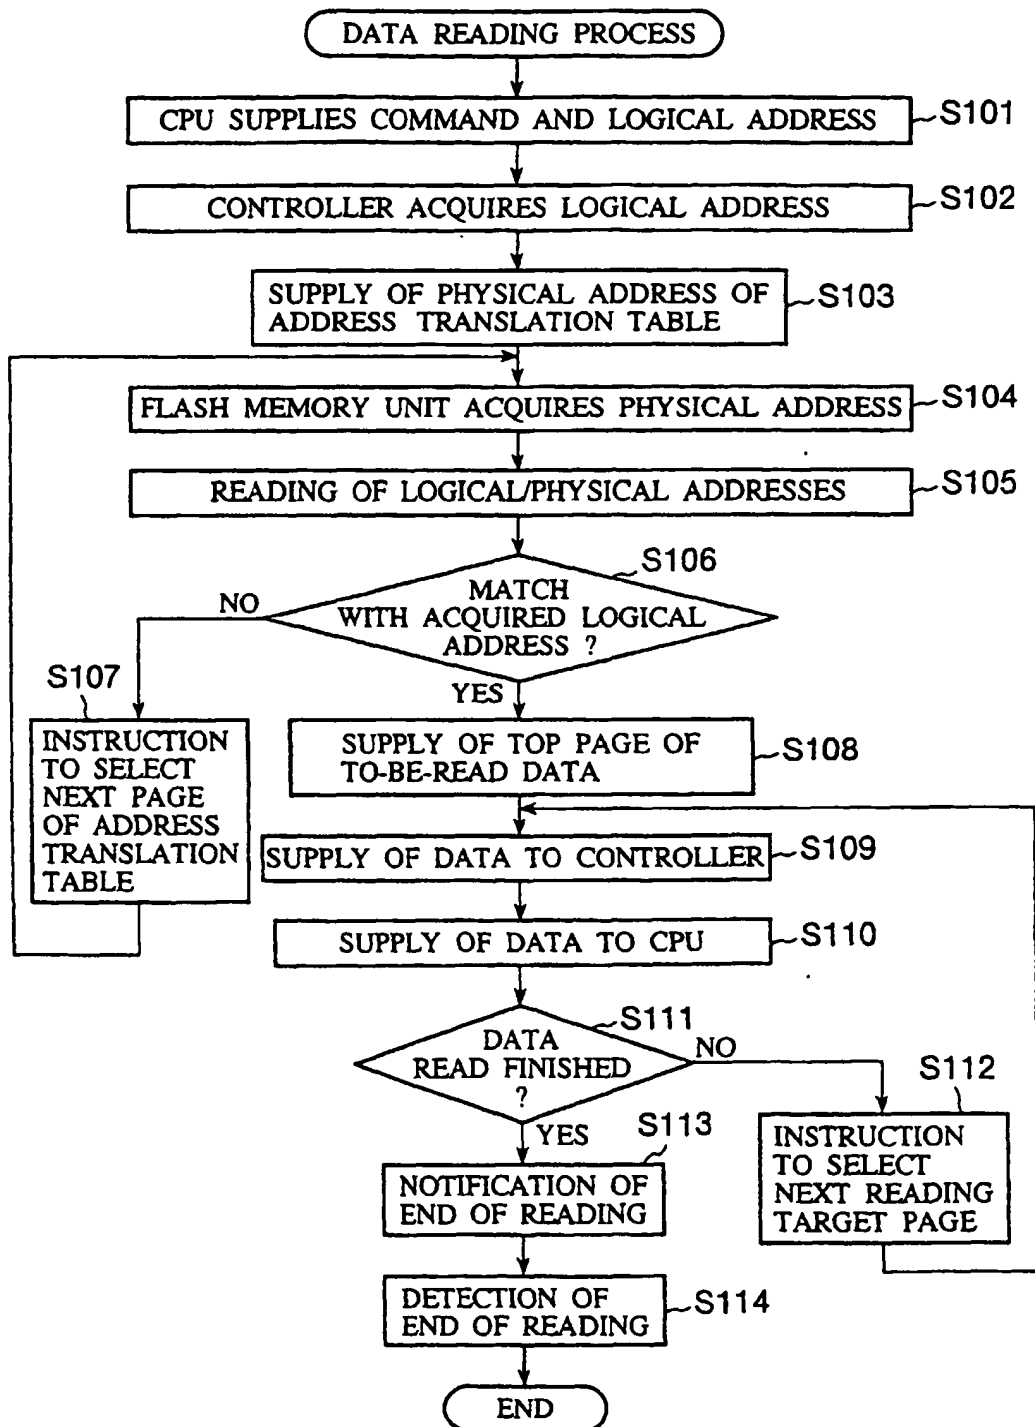 DATA READING PROCESS
CPU SUPPLIES COMMAND AND LOGICAL ADDRESS
S101
CONTROLLER ACQUIRES LOGICAL ADDRESS
S102
SUPPLY OF PHYSICAL ADDRESS OF
ADDRESS TRANSLATION TABLE
S103
FLASH MEMORY UNIT ACQUIRES PHYSICAL ADDRESS
S104
READING OF LOGICAL/PHYSICAL ADDRESSES
S105
S106
MATCH
WITH ACQUIRED LOGICAL
ADDRESS ?
NO
YES
S107
INSTRUCTION
TO SELECT
NEXT PAGE
OF ADDRESS
TRANSLATION
TABLE
SUPPLY OF TOP PAGE OF
TO-BE-READ DATA
S108
SUPPLY OF DATA TO CONTROLLER
S109
SUPPLY OF DATA TO CPU
S110
S111
DATA
READ FINISHED
?
NO
YES
S112
INSTRUCTION
TO SELECT
NEXT READING
TARGET PAGE
S113
NOTIFICATION OF
END OF READING
DETECTION OF
END OF READING
S114
END